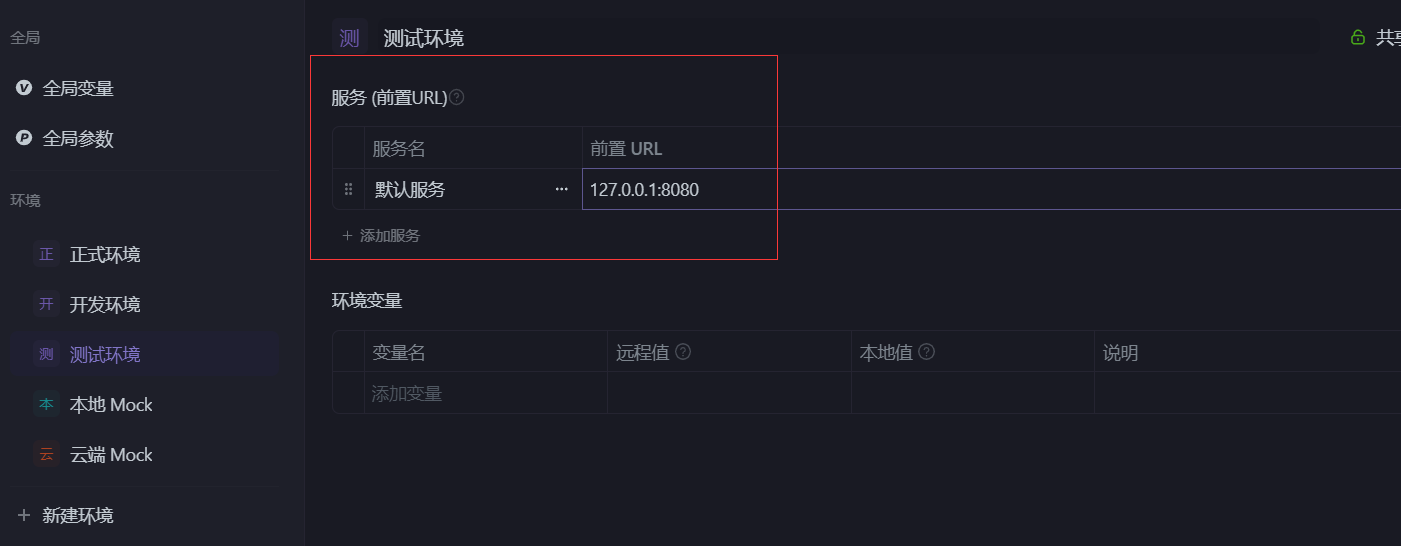 全局
全局变量
全局参数
环境
正 正式环境
开 开发环境
测 测试环境
本 本地 Mock
云 云端 Mock
+ 新建环境
测 测试环境
共享
服务 (前置URL)
服务名 前置 URL
默认服务 ··· 127.0.0.1:8080
+ 添加服务
环境变量
变量名 远程值 本地值 说明
添加变量